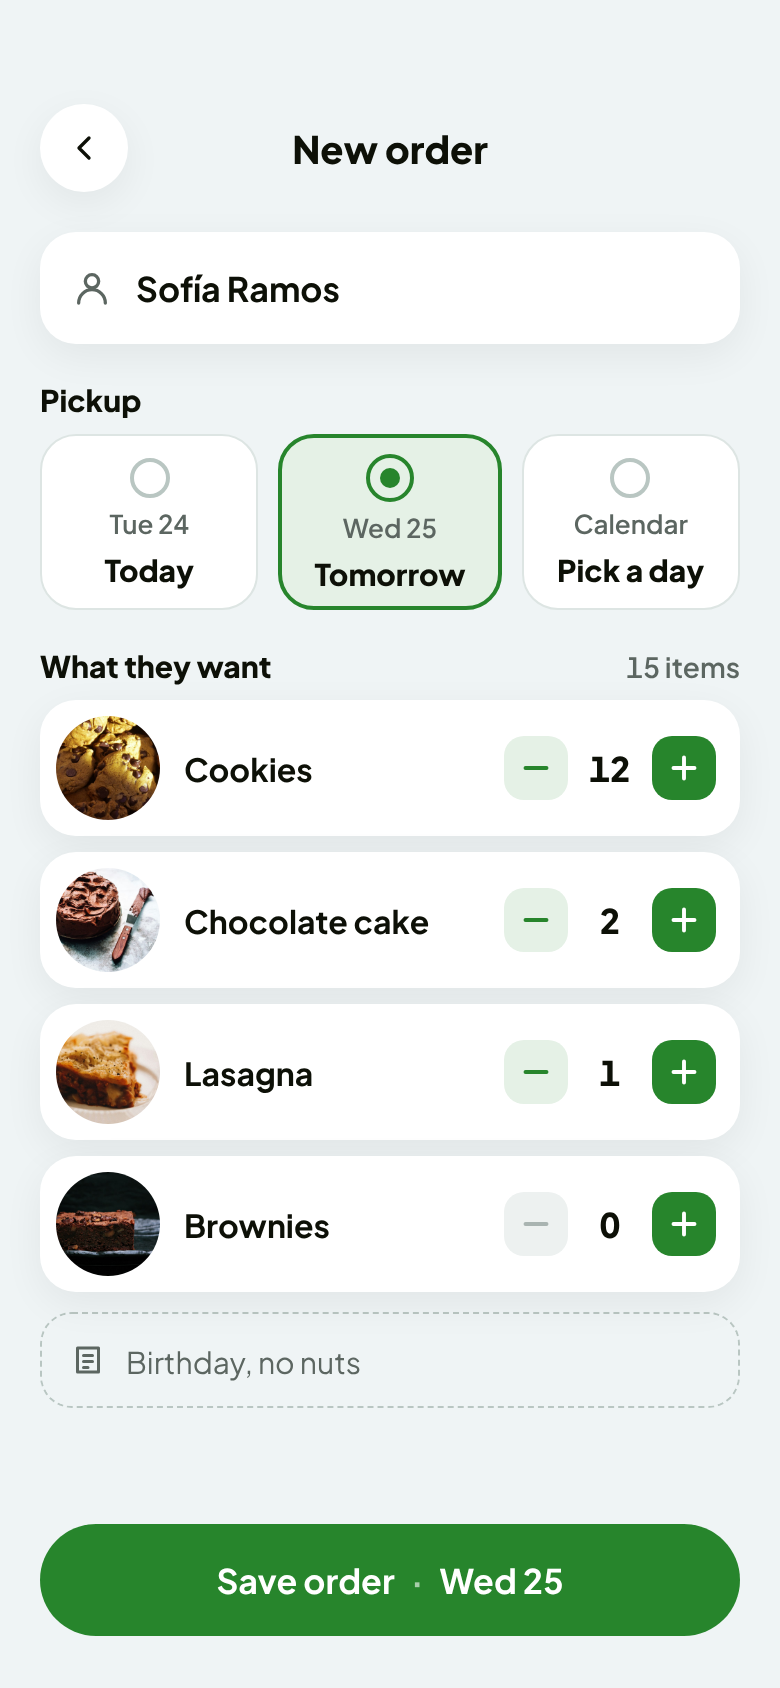 New order
Sofía Ramos
Pickup
Tue 24
Today
Wed 25
Tomorrow
Calendar
Pick a day
What they want
15 items
Cookies
12
Chocolate cake
2
Lasagna
1
Brownies
0
Birthday, no nuts
Save order · Wed 25